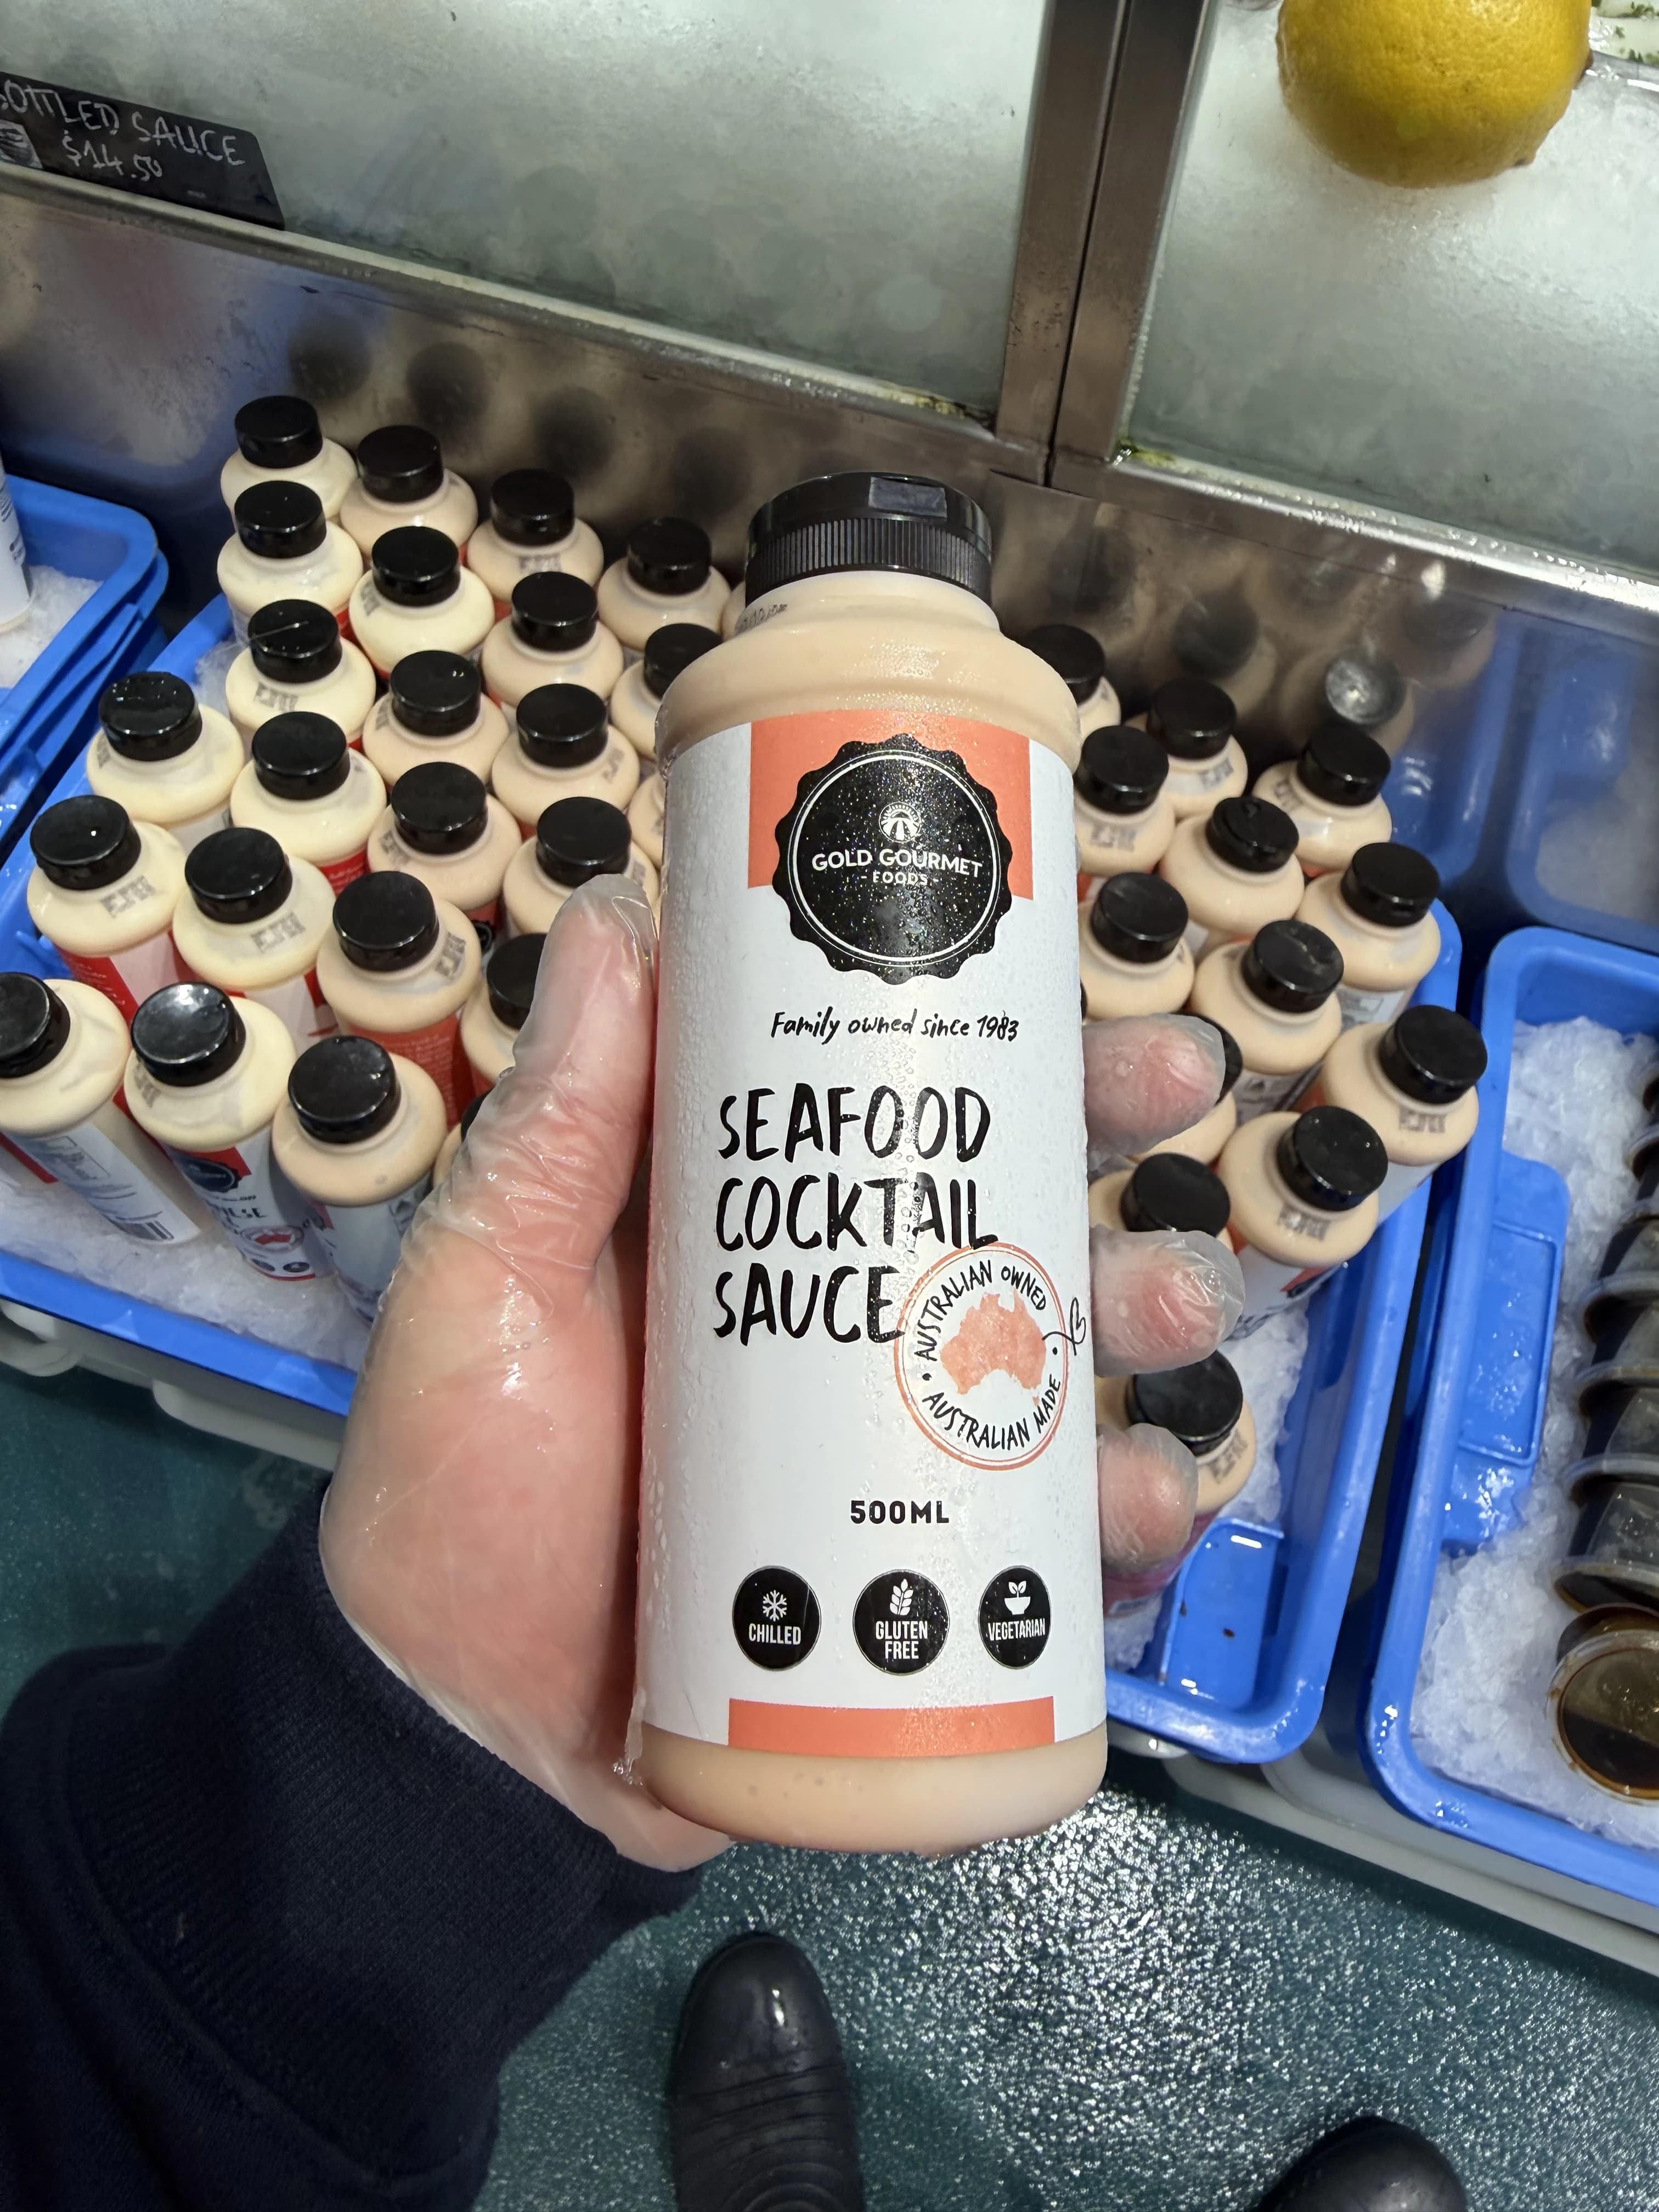 BOTTLED SAUCE
$14.50
GOLD GOURMET
- FOODS -
Family owned since 1983
SEAFOOD
COCKTAIL
SAUCE
AUSTRALIAN OWNED
AUSTRALIAN MADE
500ML
CHILLED
GLUTEN
FREE
VEGETARIAN